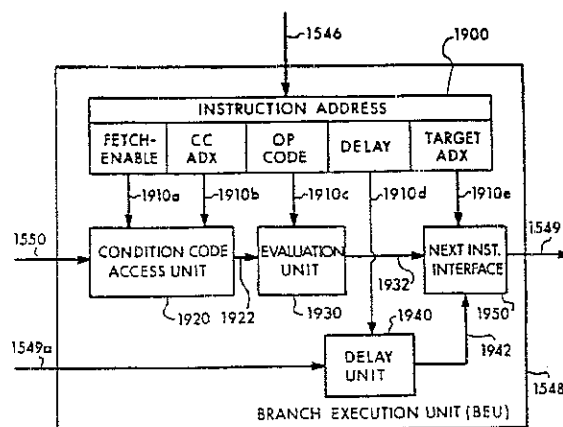 1546
1900
INSTRUCTION ADDRESS
FETCH-
ENABLE
CC
ADX
OP
CODE
DELAY
TARGET
ADX
1910a
1910b
1910c
1910d
1910e
1550
CONDITION CODE
ACCESS UNIT
EVALUATION
UNIT
NEXT INST.
INTERFACE
1549
1920
1922
1930
1932
1940
1950
1549a
DELAY
UNIT
1942
1548
BRANCH EXECUTION UNIT (BEU)